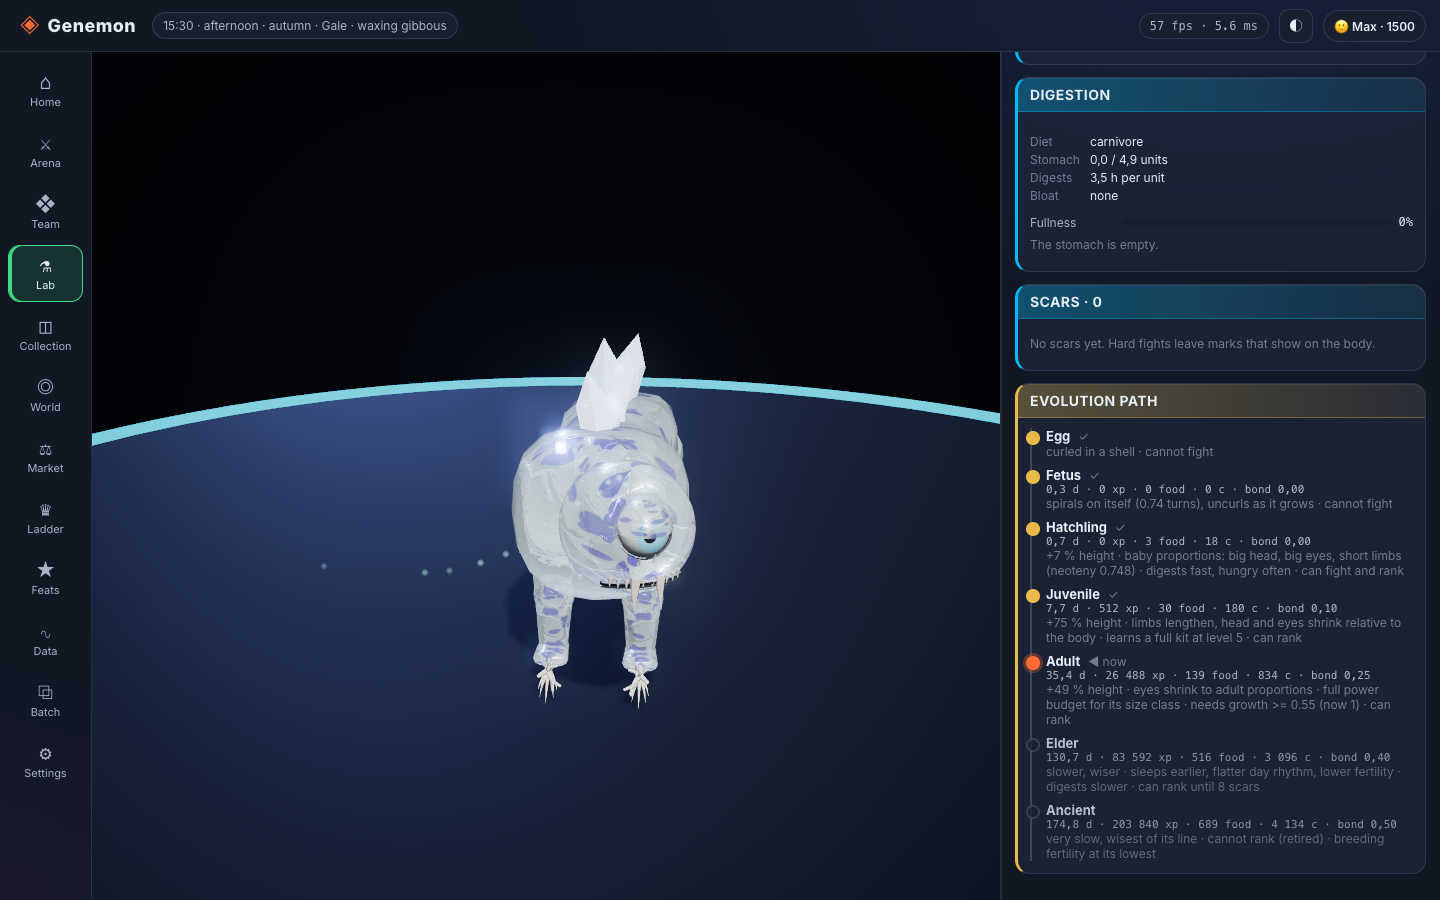 Genemon
15:30 · afternoon · autumn · Gale · waxing gibbous
57 fps · 5.6 ms
Max · 1500
Home
Arena
Team
Lab
Collection
World
Market
Ladder
Feats
Data
Batch
Settings
DIGESTION
Diet carnivore
Stomach 0,0 / 4,9 units
Digests 3,5 h per unit
Bloat none
Fullness 0%
The stomach is empty.
SCARS · 0
No scars yet. Hard fights leave marks that show on the body.
EVOLUTION PATH
Egg ✓
curled in a shell · cannot fight
Fetus ✓
0,3 d · 0 xp · 0 food · 0 c · bond 0,00
spirals on itself (0.74 turns), uncurls as it grows · cannot fight
Hatchling ✓
0,7 d · 0 xp · 3 food · 18 c · bond 0,00
+7 % height · baby proportions: big head, big eyes, short limbs
(neoteny 0.748) · digests fast, hungry often · can fight and rank
Juvenile ✓
7,7 d · 512 xp · 30 food · 180 c · bond 0,10
+75 % height · limbs lengthen, head and eyes shrink relative to
the body · learns a full kit at level 5 · can rank
Adult ◀ now
35,4 d · 26 488 xp · 139 food · 834 c · bond 0,25
+49 % height · eyes shrink to adult proportions · full power
budget for its size class · needs growth >= 0.55 (now 1) · can
rank
Elder
130,7 d · 83 592 xp · 516 food · 3 096 c · bond 0,40
slower, wiser · sleeps earlier, flatter day rhythm, lower fertility ·
digests slower · can rank until 8 scars
Ancient
174,8 d · 203 840 xp · 689 food · 4 134 c · bond 0,50
very slow, wisest of its line · cannot rank (retired) · breeding
fertility at its lowest